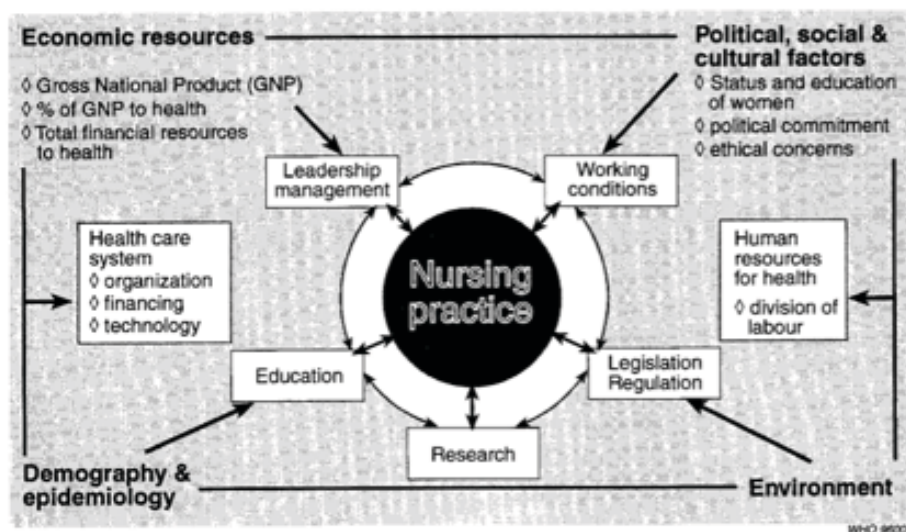 Economic resources
◊ Gross National Product (GNP)
◊ % of GNP to health
◊ Total financial resources
to health
Political, social &
cultural factors
◊ Status and education
of women
◊ political commitment
◊ ethical concerns
Leadership
management
Working
conditions
Health care
system
◊ organization
◊ financing
◊ technology
Nursing
practice
Human
resources
for health
◊ division of
labour
Education
Legislation
Regulation
Research
Demography &
epidemiology
Environment
WHO